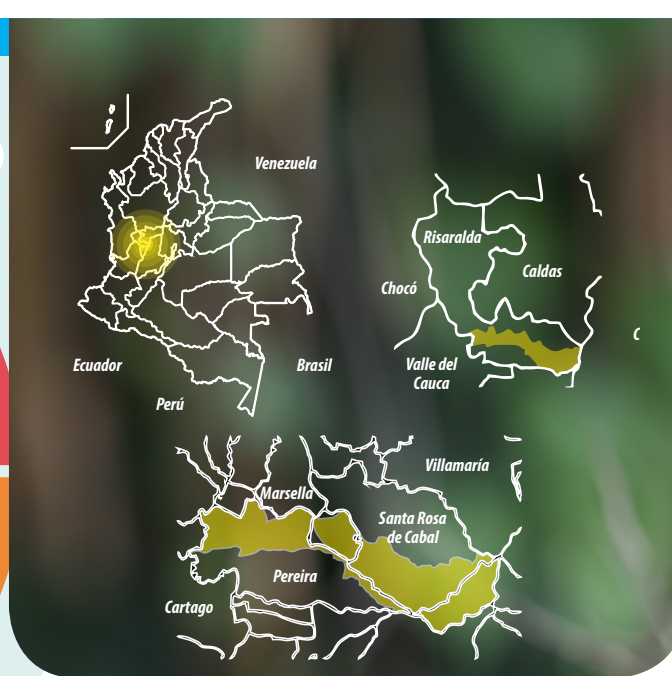 Venezuela
Risaralda
Caldas
Chocó
C
Ecuador
Brasil
Valle del
Cauca
Perú
Villamaría
Marsella
Santa Rosa
de Cabal
Pereira
Cartago